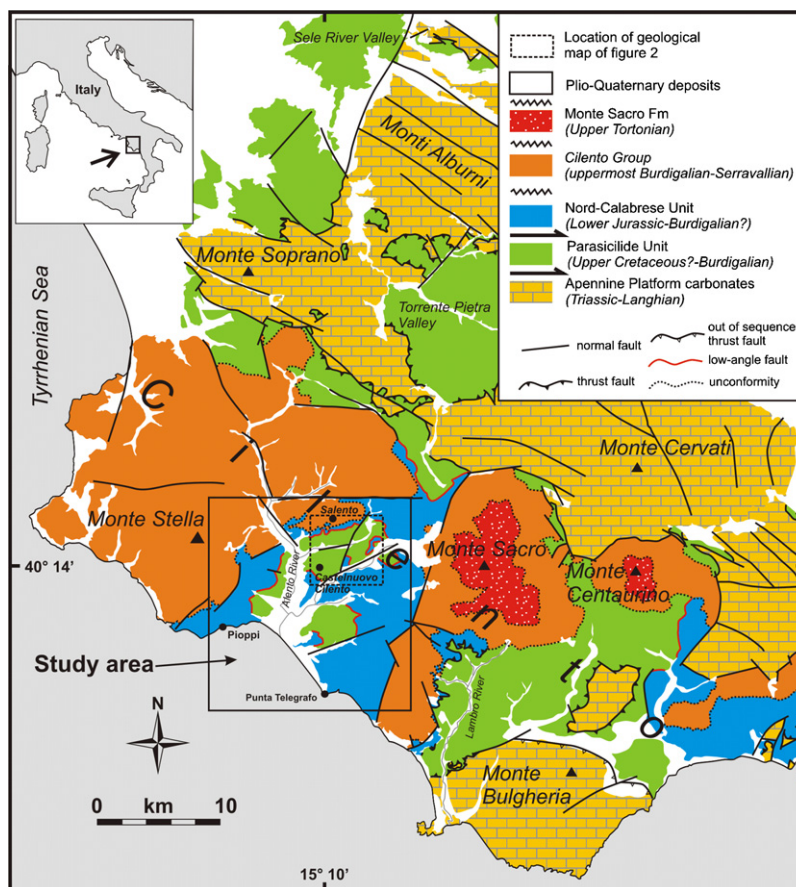 Italy
Sele River Valley
Monti Alburni
Monte Soprano
Torrente Pietra
Valley
Tyrrhenian Sea
Location of geological
map of figure 2
Plio-Quaternary deposits
Monte Sacro Fm
(Upper Tortonian)
Cilento Group
(uppermost Burdigalian-Serravallian)
Nord-Calabrese Unit
(Lower Jurassic-Burdigalian?)
Parasicilide Unit
(Upper Cretaceous?-Burdigalian)
Apennine Platform carbonates
(Triassic-Langhian)
normal fault
out of sequence
thrust fault
low-angle fault
thrust fault
unconformity
C i l e n t o
Monte Cervati
Monte Stella
Salento
Monte Sacro
Monte
Centaurino
40° 14'
Alento River
Castelnuovo
Cilento
Pioppi
Study area
Punta Telegrafo
Lambro River
N
Monte
Bulgheria
0 km 10
15° 10'